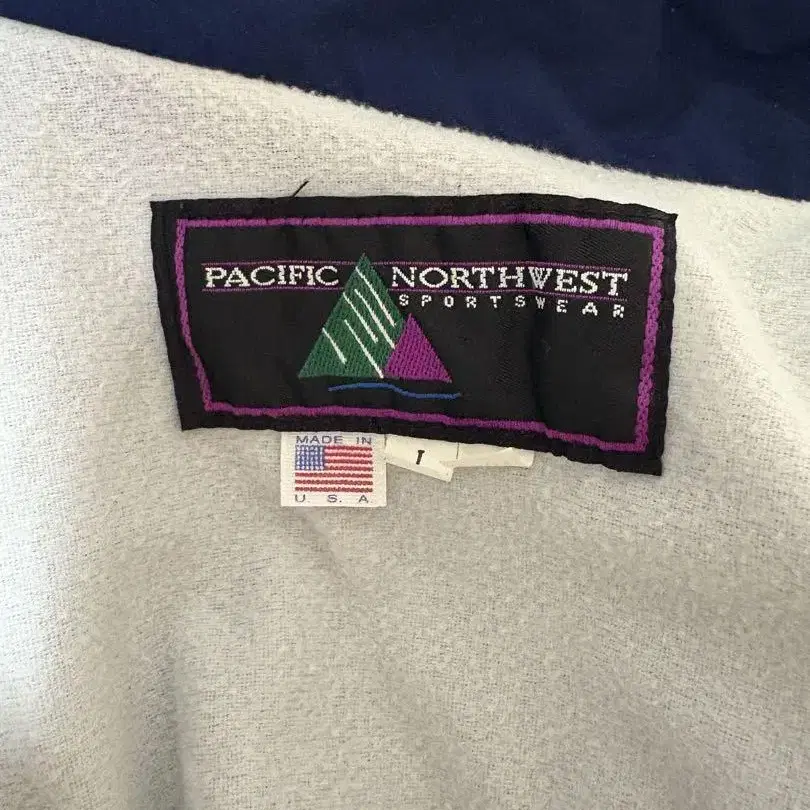 PACIFIC NORTHWEST
SPORTSWEAR
MADE IN
U. S. A